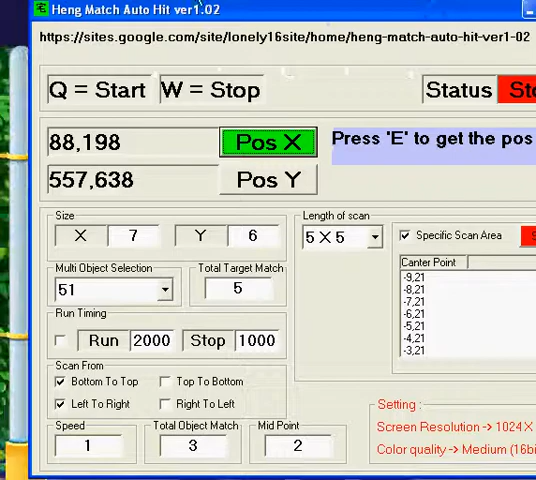 Heng Match Auto Hit ver1.02
https://sites.google.com/site/lonely16site/home/heng-match-auto-hit-ver1-02
Q = Start W = Stop Status Sto
88,198 Pos X Press 'E' to get the pos
557,638 Pos Y
Size Length of scan
X 7 Y 6 5 X 5 Specific Scan Area S
Multi Object Selection Total Target Match Canter Point
51 5 -9,21
-8,21
-7,21
Run Timing -6,21
Run 2000 Stop 1000 -5,21
-4,21
-3,21
Scan From
Bottom To Top Top To Bottom
Left To Right Right To Left Setting :
Speed Total Object Match Mid Point Screen Resolution -> 1024 X
1 3 2 Color quality -> Medium (16bi